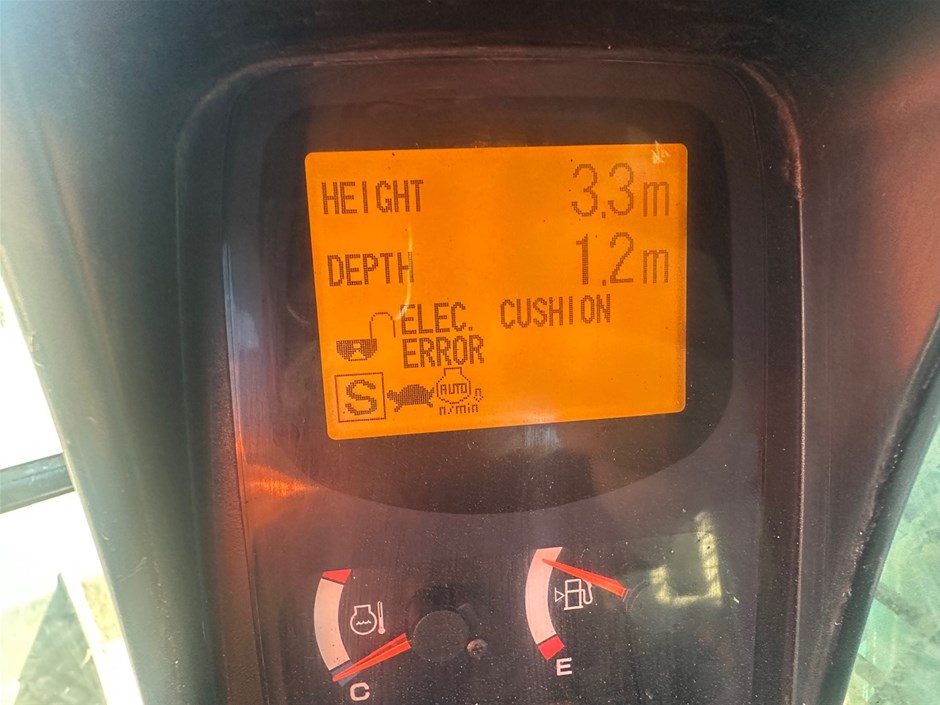 HEIGHT 3.3m
DEPTH 1.2m
ELEC. CUSHION
ERROR
S AUTO
n/min
C E